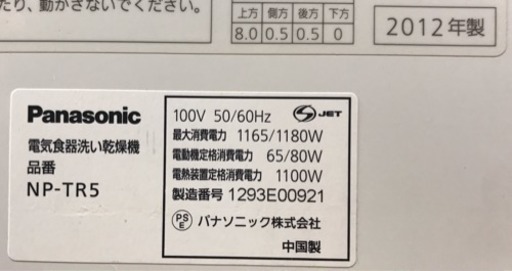 たり、動かさないでください。
上方 側方 後方 下方
8.0 0.5 0.5 0
2012年製
Panasonic
電気食器洗い乾燥機
品番
NP-TR5
100V 50/60Hz
S JET
最大消費電力 1165/1180W
電動機定格消費電力 65/80W
電熱装置定格消費電力 1100W
製造番号 1293E00921
PS E パナソニック株式会社
中国製